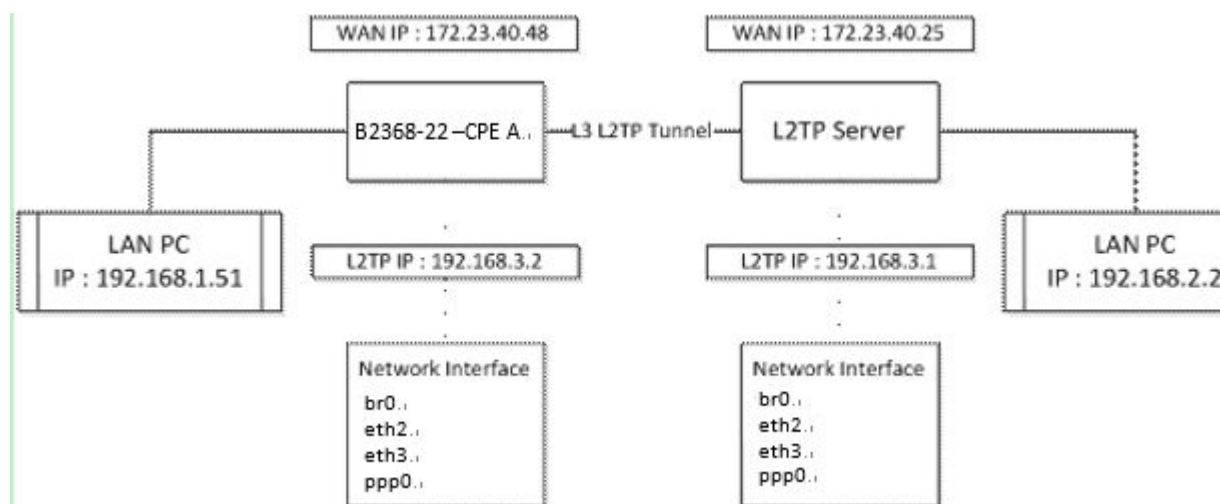 WAN IP : 172.23.40.48
WAN IP : 172.23.40.25
B2368-22 –CPE A
L3 L2TP Tunnel
L2TP Server
LAN PC
IP : 192.168.1.51
L2TP IP : 192.168.3.2
L2TP IP : 192.168.3.1
LAN PC
IP : 192.168.2.2
Network Interface
br0
eth2
eth3
ppp0
Network Interface
br0
eth2
eth3
ppp0